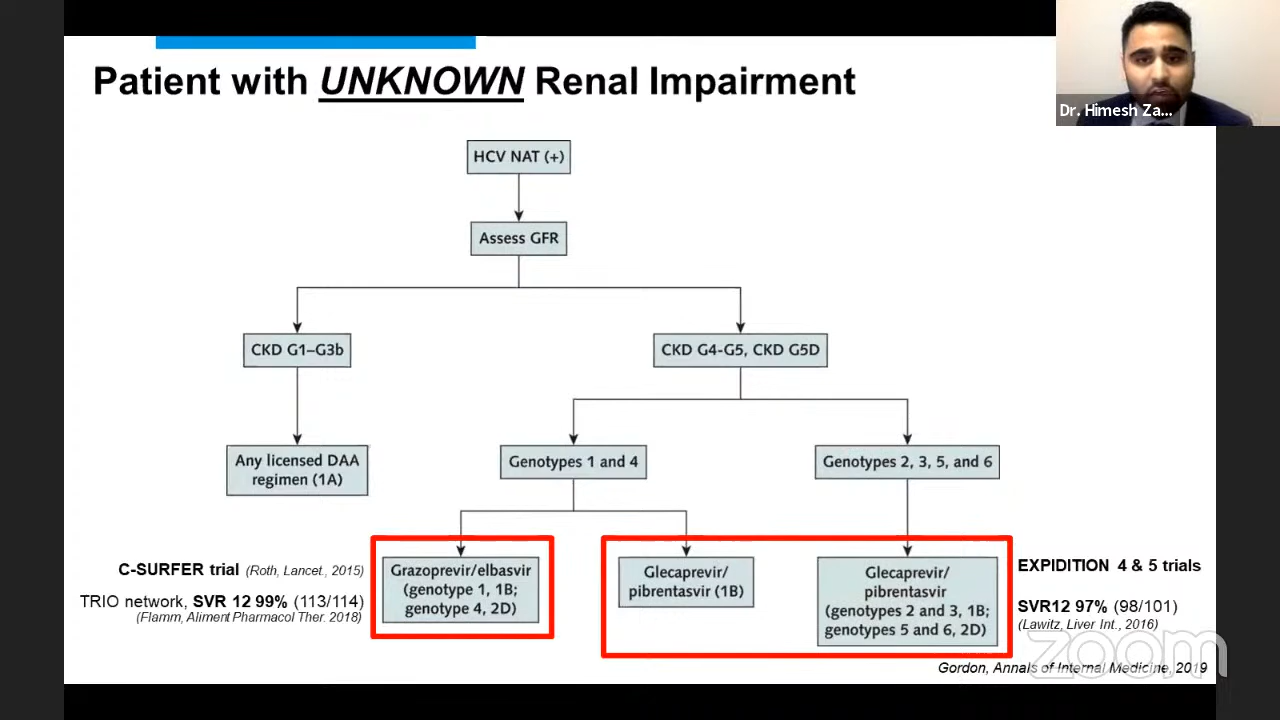 Patient with UNKNOWN Renal Impairment
Dr. Himesh Za...
HCV NAT (+)
Assess GFR
CKD G1–G3b
CKD G4-G5, CKD G5D
Any licensed DAA
regimen (1A)
Genotypes 1 and 4
Genotypes 2, 3, 5, and 6
C-SURFER trial (Roth, Lancet., 2015)
TRIO network, SVR 12 99% (113/114)
(Flamm, Aliment Pharmacol Ther. 2018)
Grazoprevir/elbasvir
(genotype 1, 1B;
genotype 4, 2D)
Glecaprevir/
pibrentasvir (1B)
Glecaprevir/
pibrentasvir
(genotypes 2 and 3, 1B;
genotypes 5 and 6, 2D)
EXPIDITION 4 & 5 trials
SVR12 97% (98/101)
(Lawitz, Liver Int., 2016)
zoom
Gordon, Annals of Internal Medicine, 2019